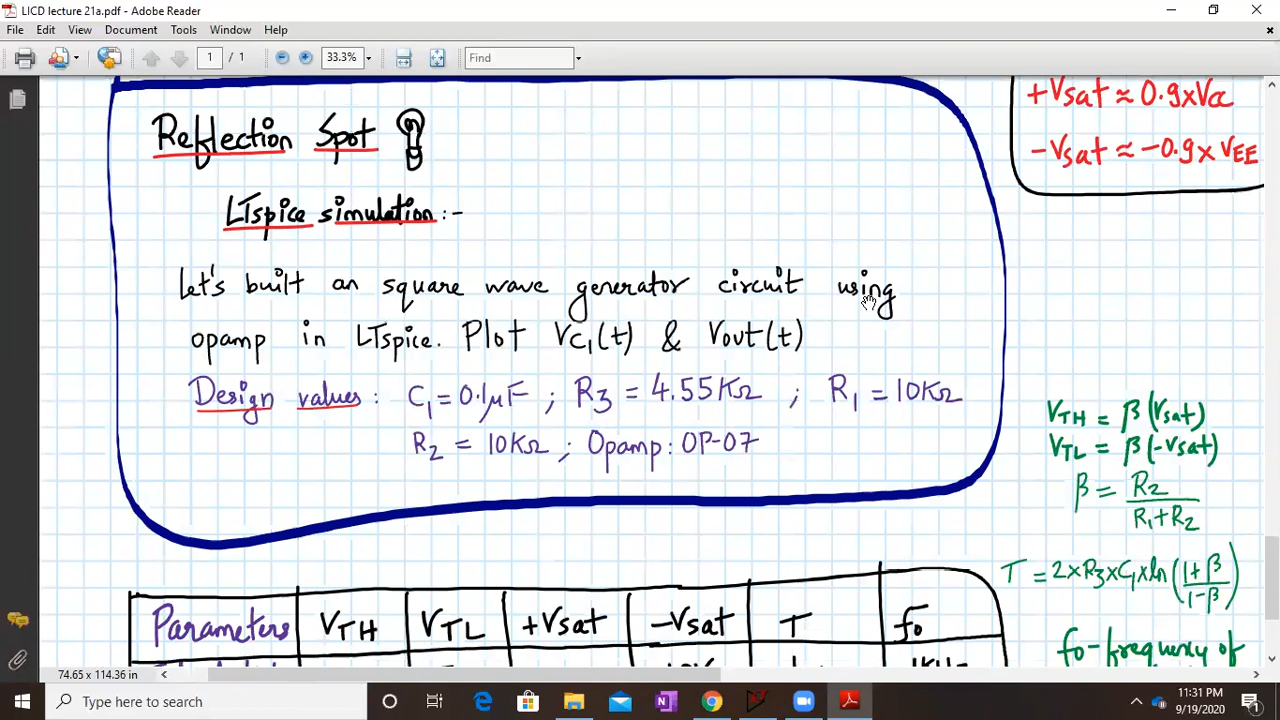 LICD lecture 21a.pdf - Adobe Reader
File Edit View Document Tools Window Help
1 / 1 33.3% Find
+Vsat ≈ 0.9xVCC
-Vsat ≈ -0.9x VEE
Reflection Spot
LTspice simulation :-
Let's built an square wave generator circuit using
opamp in LTspice. Plot VC1(t) & Vout(t)
Design values : C1 = 0.1μF ; R3 = 4.55KΩ ; R1 = 10KΩ
R2 = 10KΩ ; Opamp: OP-07
VTH = β(Vsat)
VTL = β(-Vsat)
β = R2
R1+R2
T = 2xR3xC1xln(1+β
1-β)
fo-frequency of
Parameters VTH VTL +Vsat -Vsat T fo
74.65 x 114.36 in
Type here to search
11:31 PM
9/19/2020
1